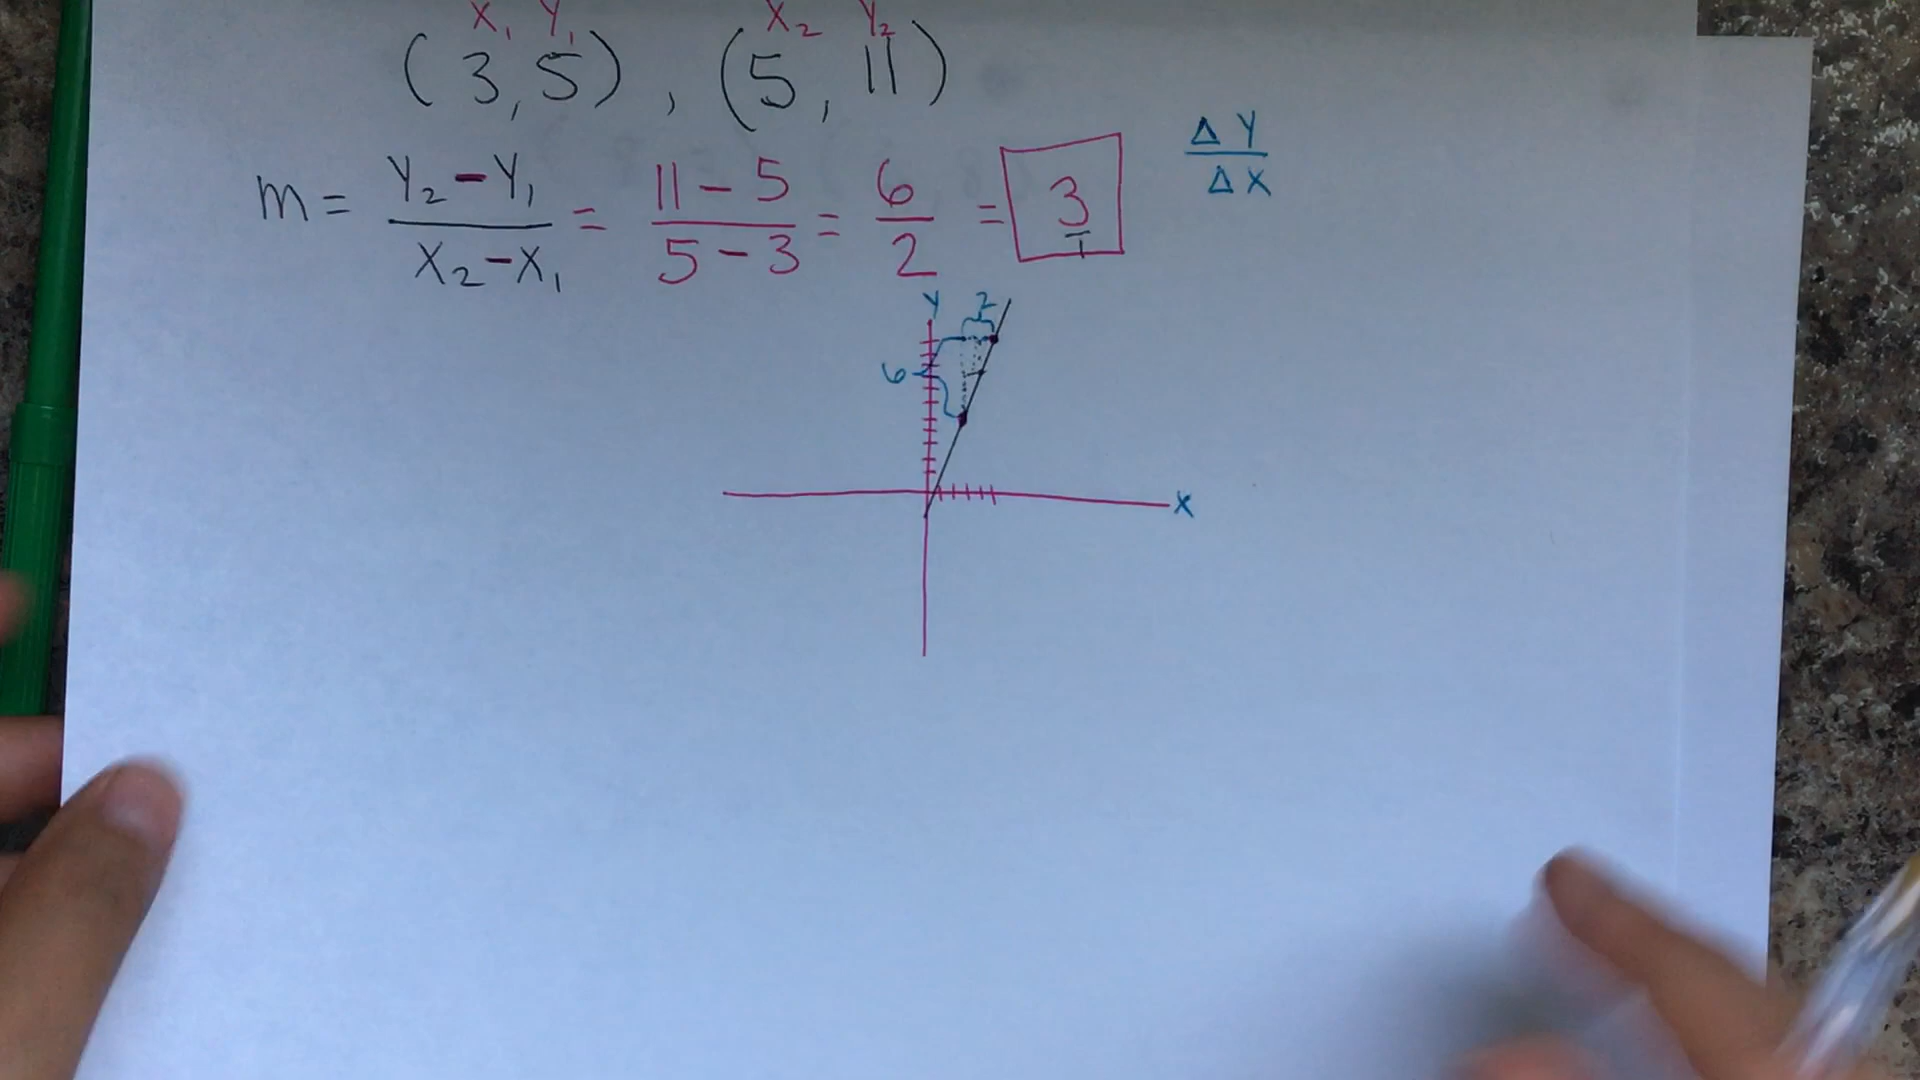 X₁ Y₁ X₂ Y₂
(3,5), (5, 11)
m = Y₂-Y₁ / X₂-X₁ = 11-5 / 5-3 = 6/2 = 3/1
ΔY / ΔX
Y 2
6
X